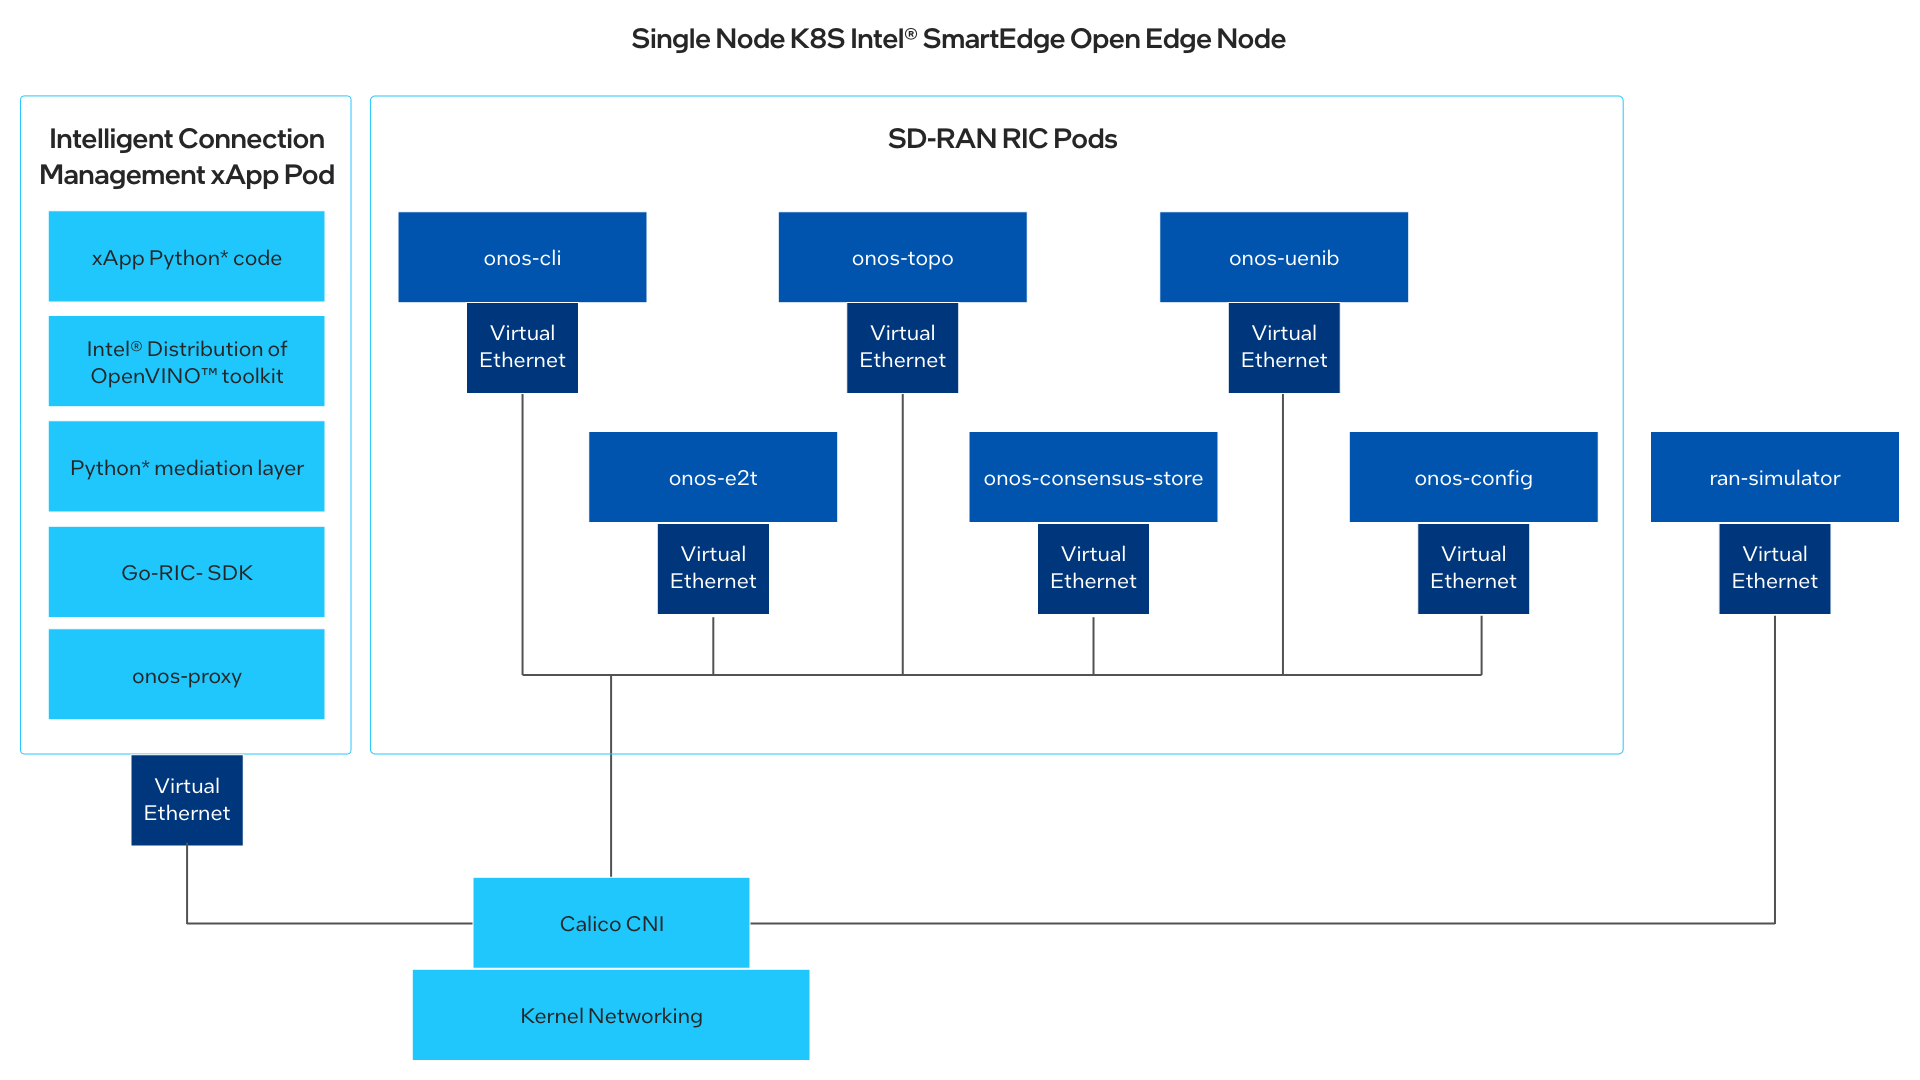 Single Node K8S Intel® SmartEdge Open Edge Node
Intelligent Connection
Management xApp Pod
xApp Python* code
Intel® Distribution of
OpenVINO™ toolkit
Python* mediation layer
Go-RIC- SDK
onos-proxy
Virtual
Ethernet
SD-RAN RIC Pods
onos-cli
Virtual
Ethernet
onos-topo
Virtual
Ethernet
onos-uenib
Virtual
Ethernet
onos-e2t
Virtual
Ethernet
onos-consensus-store
Virtual
Ethernet
onos-config
Virtual
Ethernet
ran-simulator
Virtual
Ethernet
Calico CNI
Kernel Networking